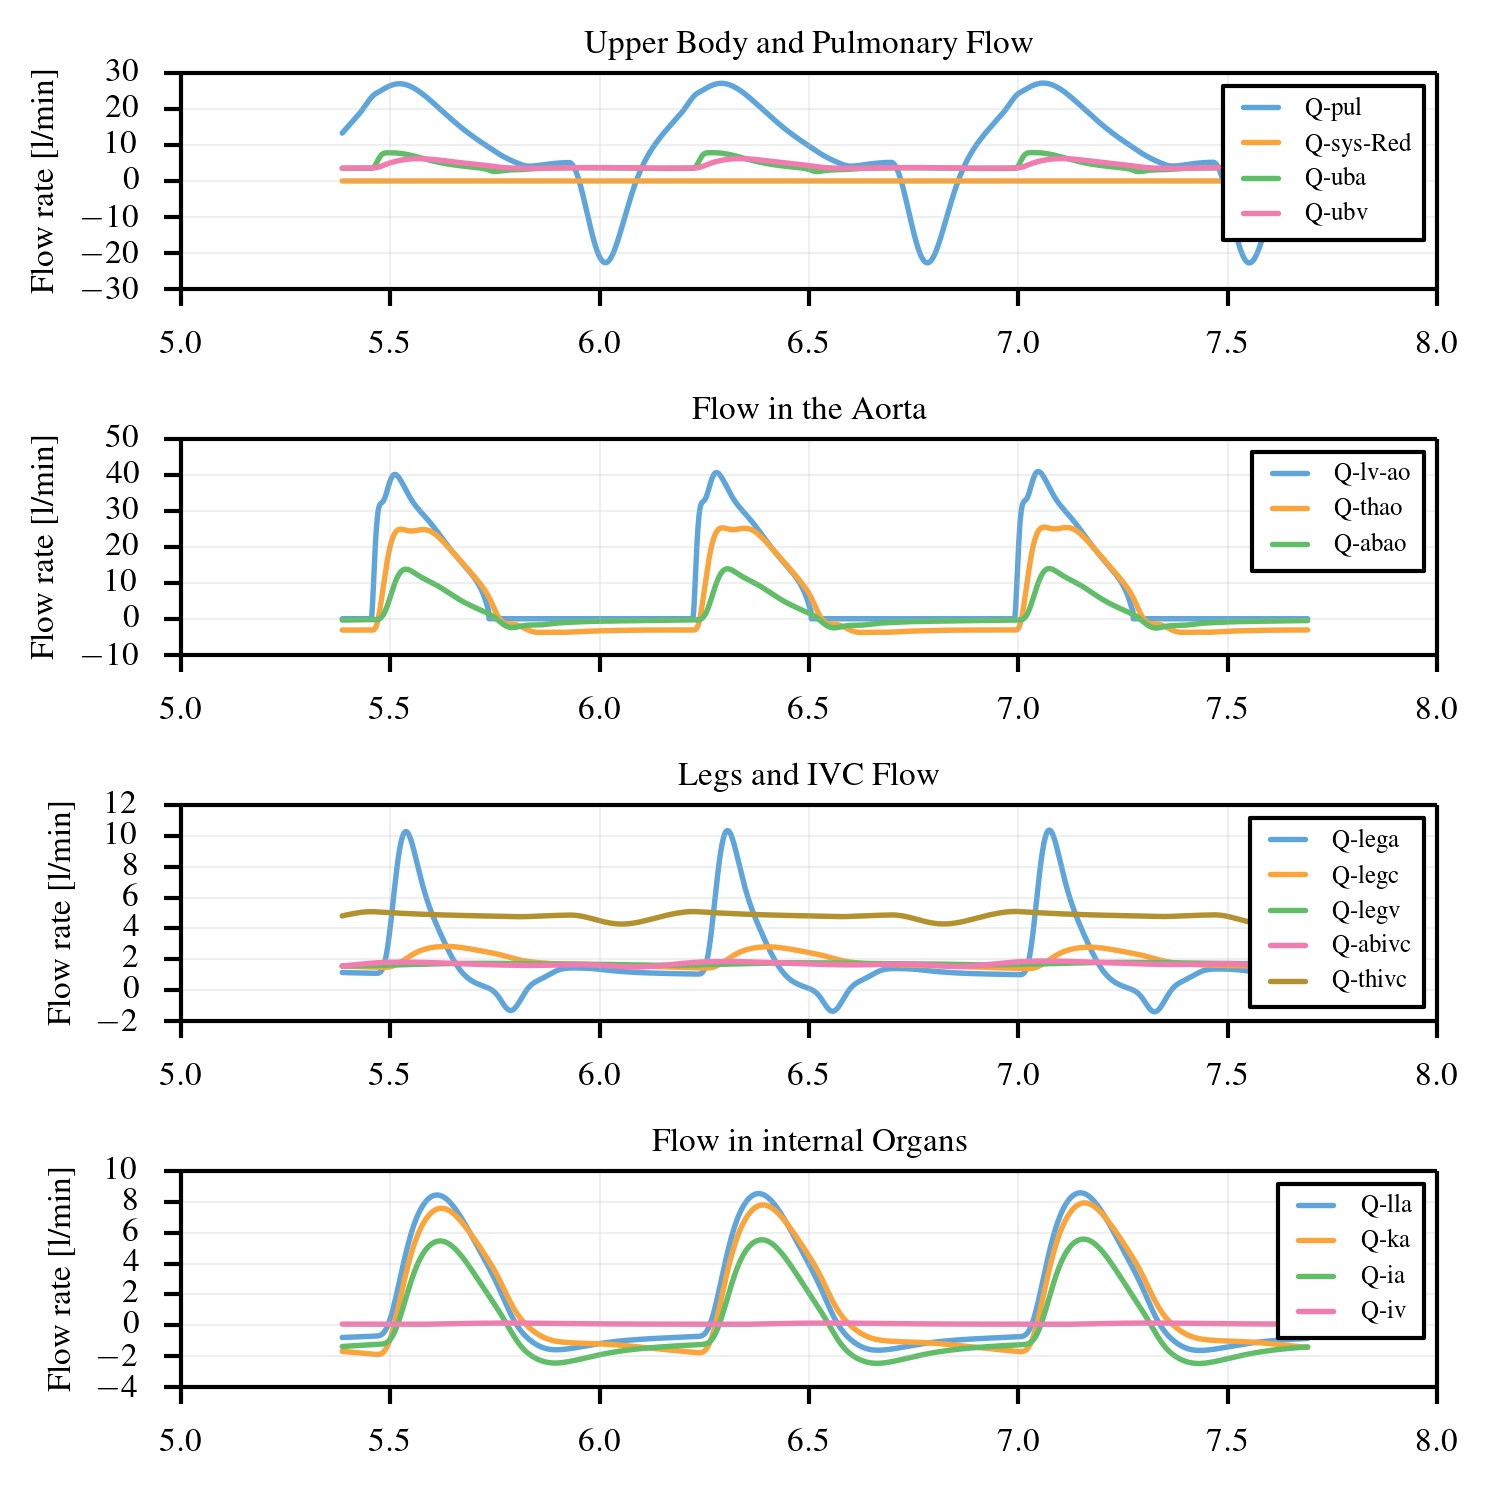 Upper Body and Pulmonary Flow
Flow rate [l/min]
30
20
10
0
−10
−20
−30
5.0 5.5 6.0 6.5 7.0 7.5 8.0
Q-pul
Q-sys-Red
Q-uba
Q-ubv
Flow in the Aorta
Flow rate [l/min]
50
40
30
20
10
0
−10
5.0 5.5 6.0 6.5 7.0 7.5 8.0
Q-lv-ao
Q-thao
Q-abao
Legs and IVC Flow
Flow rate [l/min]
12
10
8
6
4
2
0
−2
5.0 5.5 6.0 6.5 7.0 7.5 8.0
Q-lega
Q-legc
Q-legv
Q-abivc
Q-thivc
Flow in internal Organs
Flow rate [l/min]
10
8
6
4
2
0
−2
−4
5.0 5.5 6.0 6.5 7.0 7.5 8.0
Q-lla
Q-ka
Q-ia
Q-iv